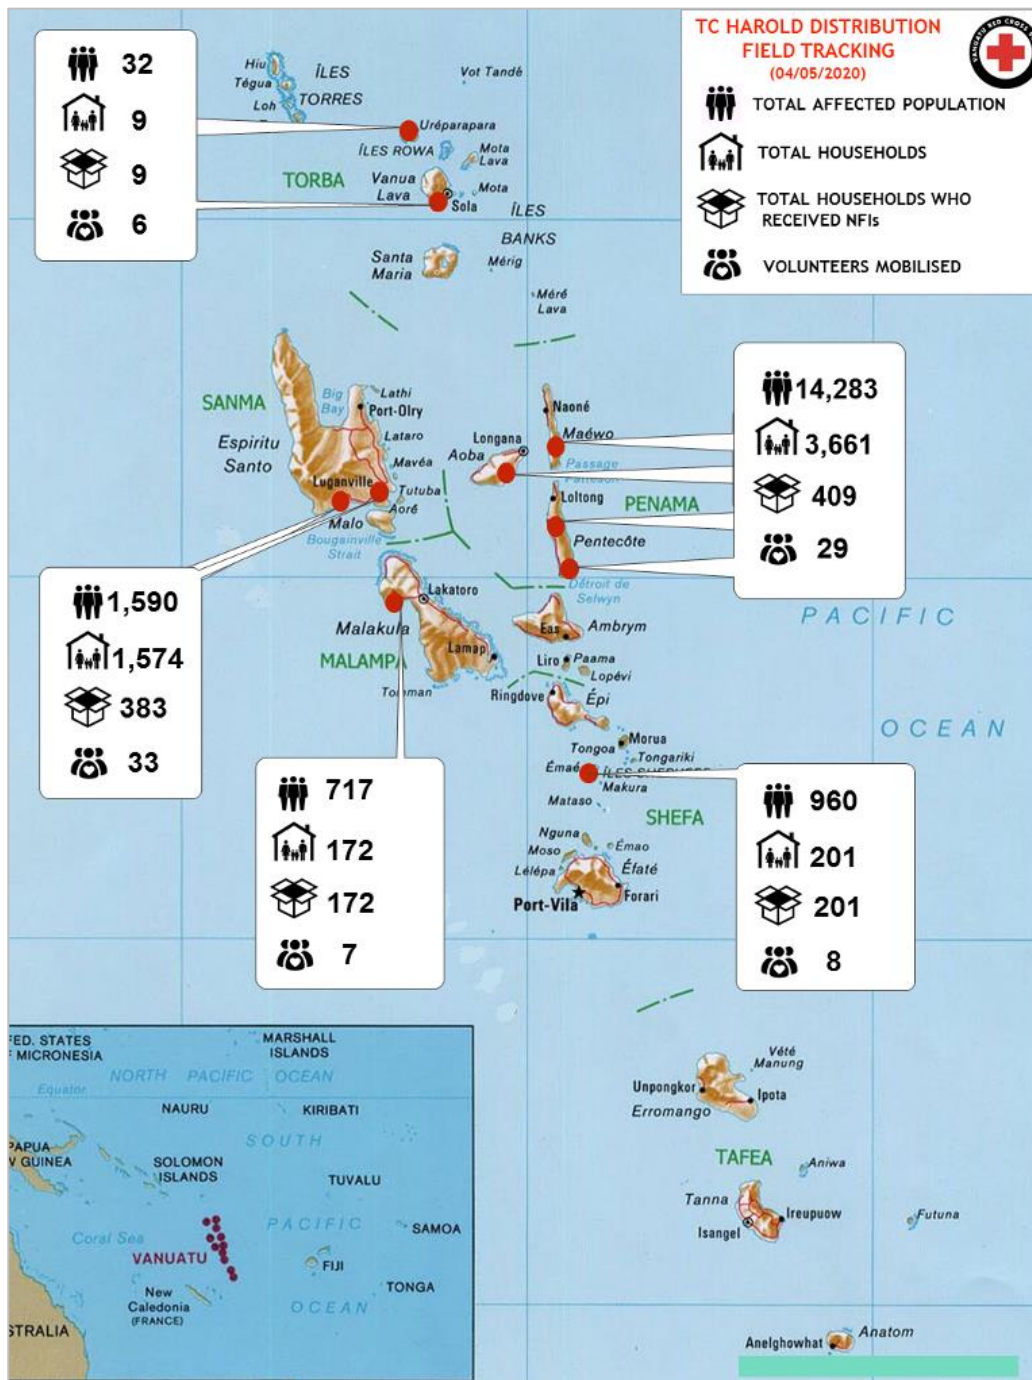 TC HAROLD DISTRIBUTION
FIELD TRACKING
(04/05/2020)
TOTAL AFFECTED POPULATION
TOTAL HOUSEHOLDS
TOTAL HOUSEHOLDS WHO
RECEIVED NFIs
VOLUNTEERS MOBILISED
VANUATU RED CROSS
32
9
9
6
Hiu
Tégua
Loh
ÎLES
TORRES
Vot Tandé
Uréparapara
ÎLES ROWA
Mota
Lava
TORBA
Vanua
Lava
Mota
Sola
ÎLES
BANKS
Santa
Maria
Mérig
Méré
Lava
14,283
3,661
409
29
SANMA
Big
Bay
Lathi
Port-Olry
Espiritu
Santo
Lataro
Mavéa
Luganville
Tutuba
Aoré
Malo
Bougainville
Strait
Naoné
Maéwo
Longana
Aoba
Passage
Loltong
PENAMA
Pentecôte
Détroit de
Selwyn
1,590
1,574
383
33
Lakatoro
Malakula
MALAMPA
Lamap
Ambrym
Eas
Liro
Paama
Lopévi
Ringdove
Épi
PACIFIC
OCEAN
717
172
172
7
Morua
Tongoa
Tongariki
Émaé
Makura
Mataso
SHEFA
Nguna
Moso
Émao
Lélépa
Éfaté
Forari
Port-Vila
960
201
201
8
Vété
Manung
Unpongkor
Ipota
Erromango
TAFEA
Aniwa
Tanna
Ireupuow
Isangel
Futuna
Anelghowhat
Anatom
FED. STATES
MICRONESIA
MARSHALL
ISLANDS
NORTH PACIFIC OCEAN
Equator
NAURU
KIRIBATI
SOUTH
PAPUA
GUINEA
SOLOMON
ISLANDS
TUVALU
PACIFIC
SAMOA
Coral Sea
VANUATU
FIJI
New
Caledonia
(FRANCE)
TONGA
OCEAN
STRALIA